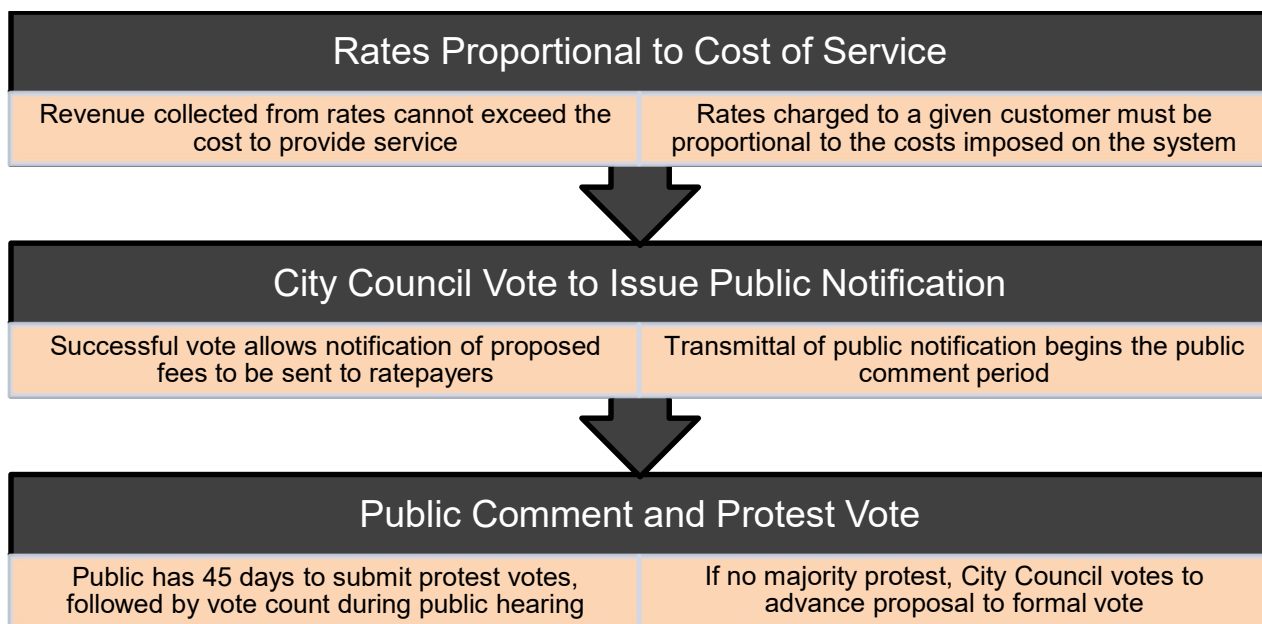 Rates Proportional to Cost of Service
Revenue collected from rates cannot exceed the
cost to provide service
Rates charged to a given customer must be
proportional to the costs imposed on the system
City Council Vote to Issue Public Notification
Successful vote allows notification of proposed
fees to be sent to ratepayers
Transmittal of public notification begins the public
comment period
Public Comment and Protest Vote
Public has 45 days to submit protest votes,
followed by vote count during public hearing
If no majority protest, City Council votes to
advance proposal to formal vote